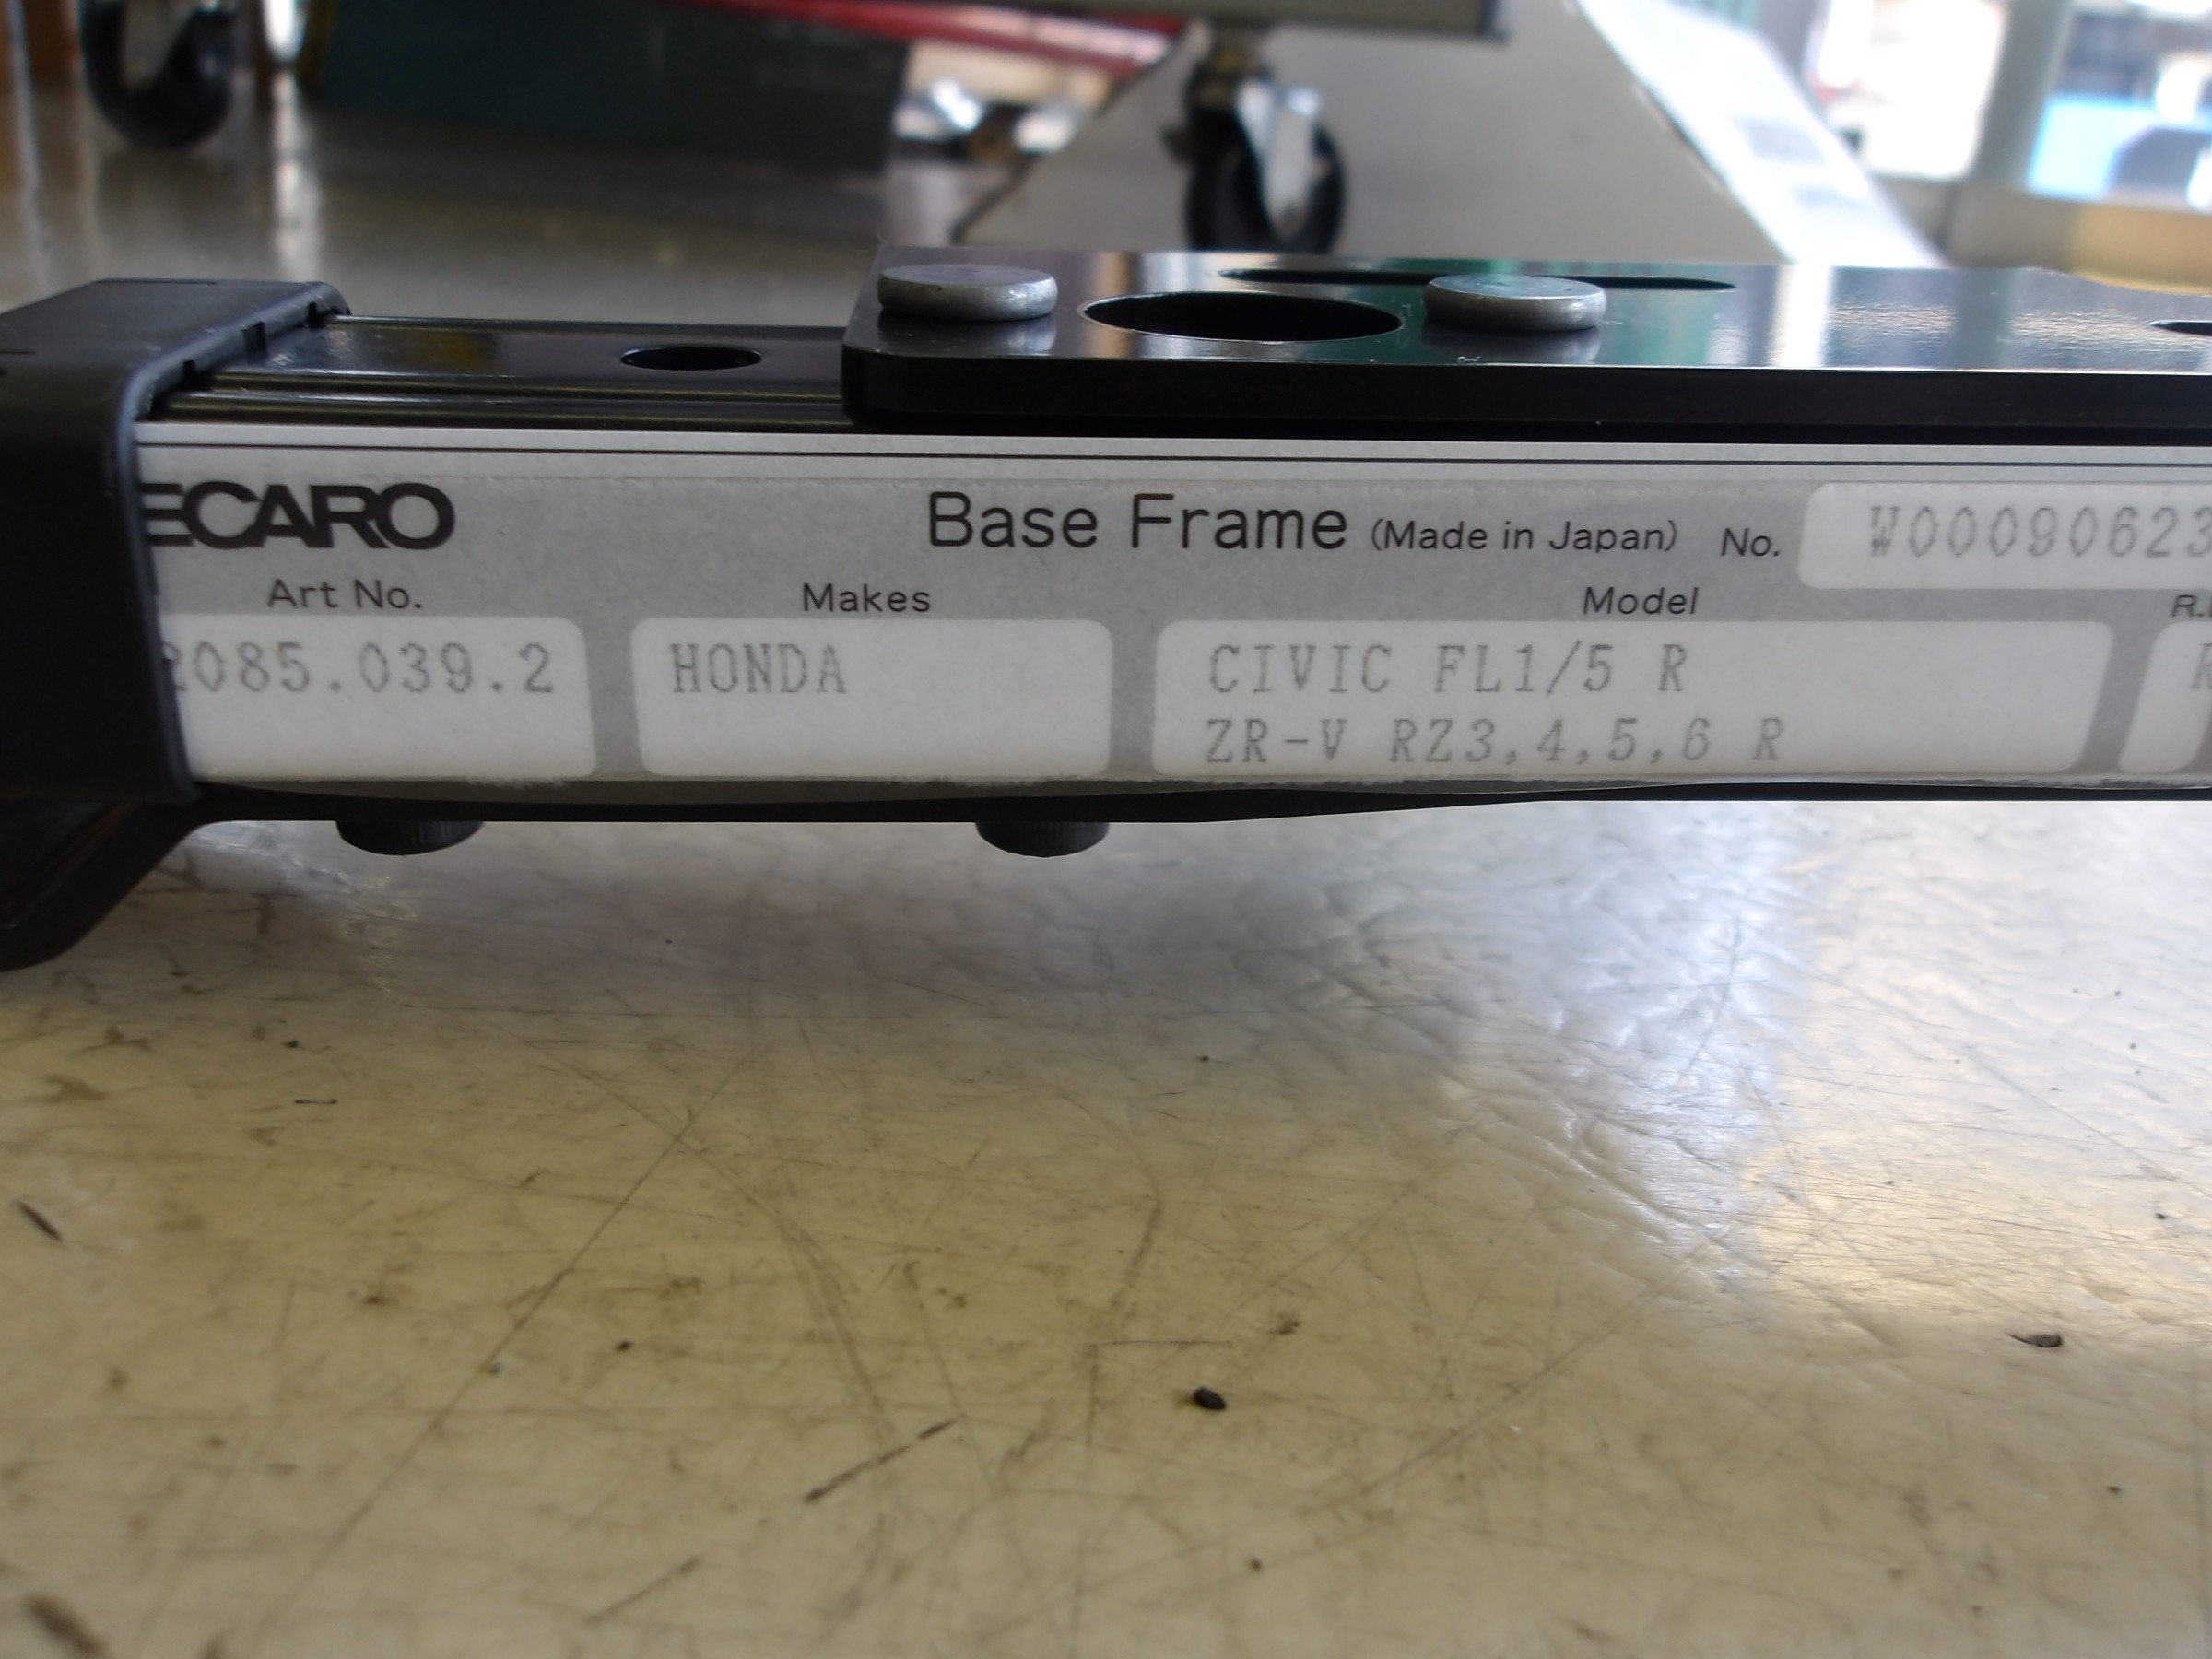 ECARO Base Frame (Made in Japan) No. W00090623
Art No. Makes Model
2085.039.2 HONDA CIVIC FL1/5 R
ZR-V RZ3,4,5,6 R